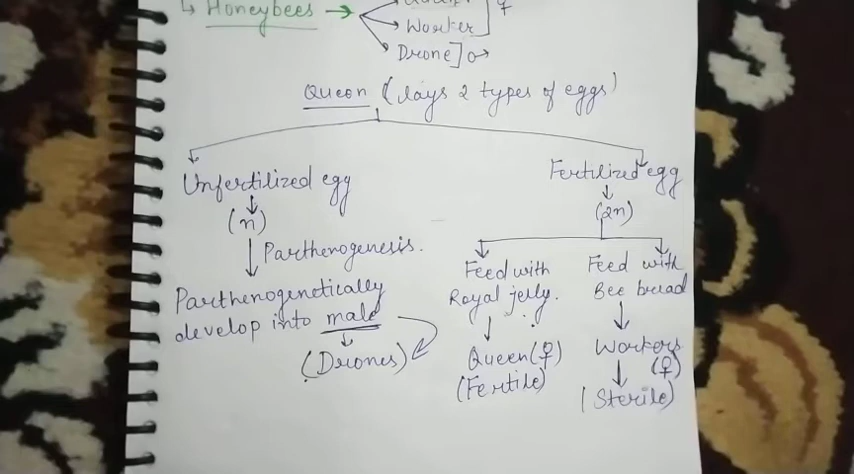 ↳ Honeybees →
Worker ♀
Drone] ♂
Queen (lays 2 types of eggs)
Unfertilized egg
(n)
Parthenogenesis.
Parthenogenetically
develop into male
(Drones)
Fertilized egg
(2n)
Feed with
Royal jelly.
Queen (♀)
(Fertile)
Feed with
Bee bread
Workers
(♀)
(Sterile)